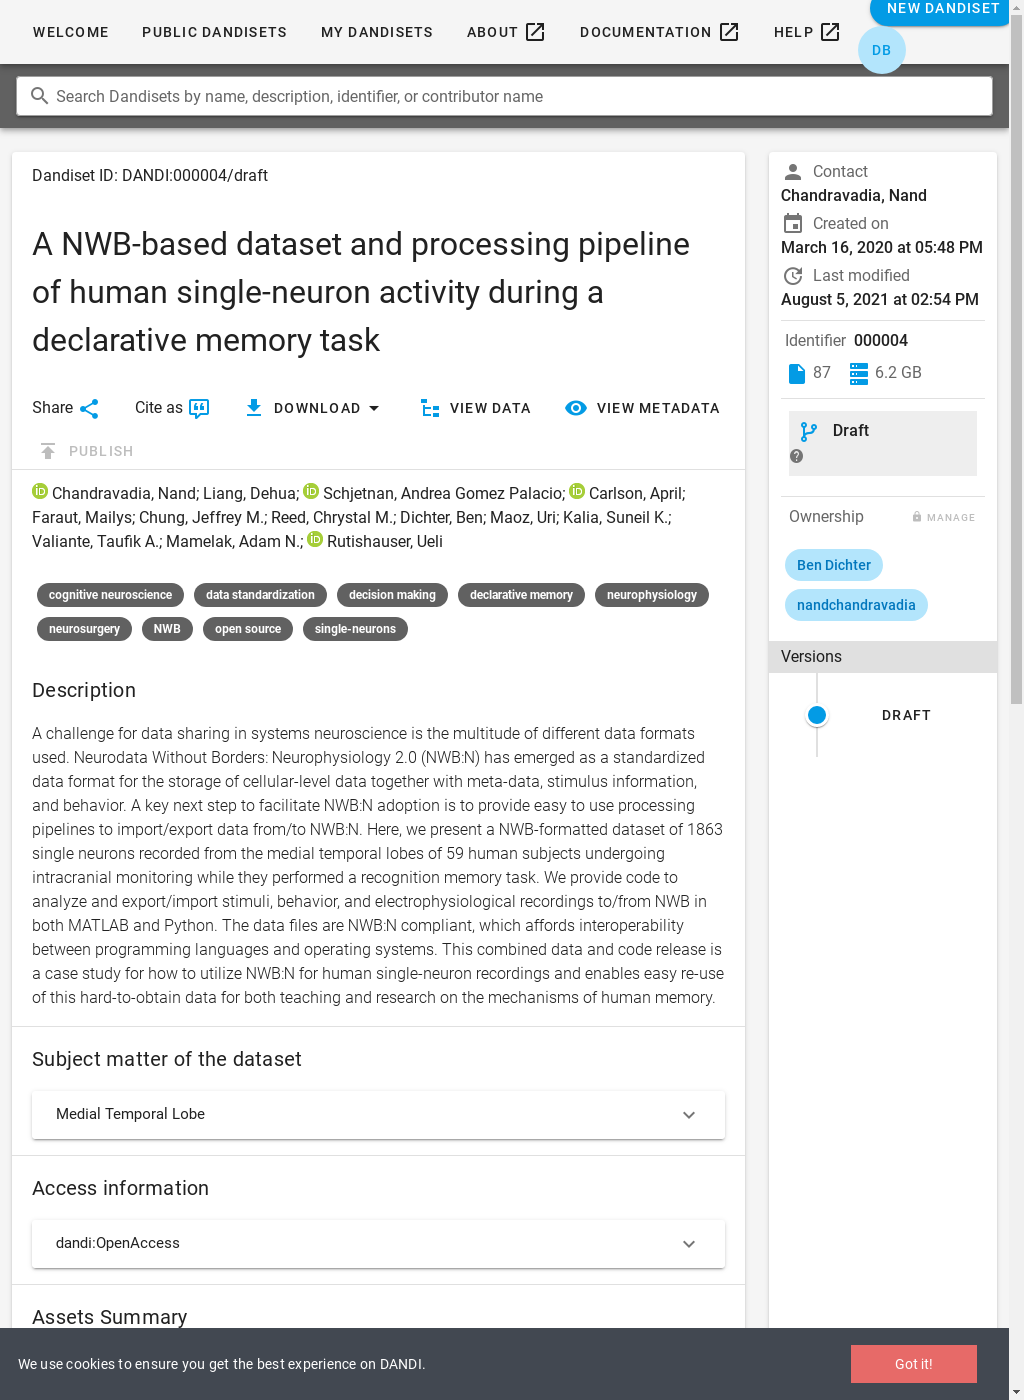 WELCOME
PUBLIC DANDISETS
MY DANDISETS
ABOUT
DOCUMENTATION
HELP
NEW DANDISET
DB
Search Dandisets by name, description, identifier, or contributor name
Dandiset ID: DANDI:000004/draft
A NWB-based dataset and processing pipeline
of human single-neuron activity during a
declarative memory task
Share
Cite as
DOWNLOAD
VIEW DATA
VIEW METADATA
PUBLISH
iD Chandravadia, Nand; Liang, Dehua; iD Schjetnan, Andrea Gomez Palacio; iD Carlson, April;
Faraut, Mailys; Chung, Jeffrey M.; Reed, Chrystal M.; Dichter, Ben; Maoz, Uri; Kalia, Suneil K.;
Valiante, Taufik A.; Mamelak, Adam N.; iD Rutishauser, Ueli
cognitive neuroscience
data standardization
decision making
declarative memory
neurophysiology
neurosurgery
NWB
open source
single-neurons
Description
A challenge for data sharing in systems neuroscience is the multitude of different data formats
used. Neurodata Without Borders: Neurophysiology 2.0 (NWB:N) has emerged as a standardized
data format for the storage of cellular-level data together with meta-data, stimulus information,
and behavior. A key next step to facilitate NWB:N adoption is to provide easy to use processing
pipelines to import/export data from/to NWB:N. Here, we present a NWB-formatted dataset of 1863
single neurons recorded from the medial temporal lobes of 59 human subjects undergoing
intracranial monitoring while they performed a recognition memory task. We provide code to
analyze and export/import stimuli, behavior, and electrophysiological recordings to/from NWB in
both MATLAB and Python. The data files are NWB:N compliant, which affords interoperability
between programming languages and operating systems. This combined data and code release is
a case study for how to utilize NWB:N for human single-neuron recordings and enables easy re-use
of this hard-to-obtain data for both teaching and research on the mechanisms of human memory.
Subject matter of the dataset
Medial Temporal Lobe
Access information
dandi:OpenAccess
Assets Summary
Contact
Chandravadia, Nand
Created on
March 16, 2020 at 05:48 PM
Last modified
August 5, 2021 at 02:54 PM
Identifier 000004
87
6.2 GB
Draft
Ownership
MANAGE
Ben Dichter
nandchandravadia
Versions
DRAFT
We use cookies to ensure you get the best experience on DANDI.
Got it!